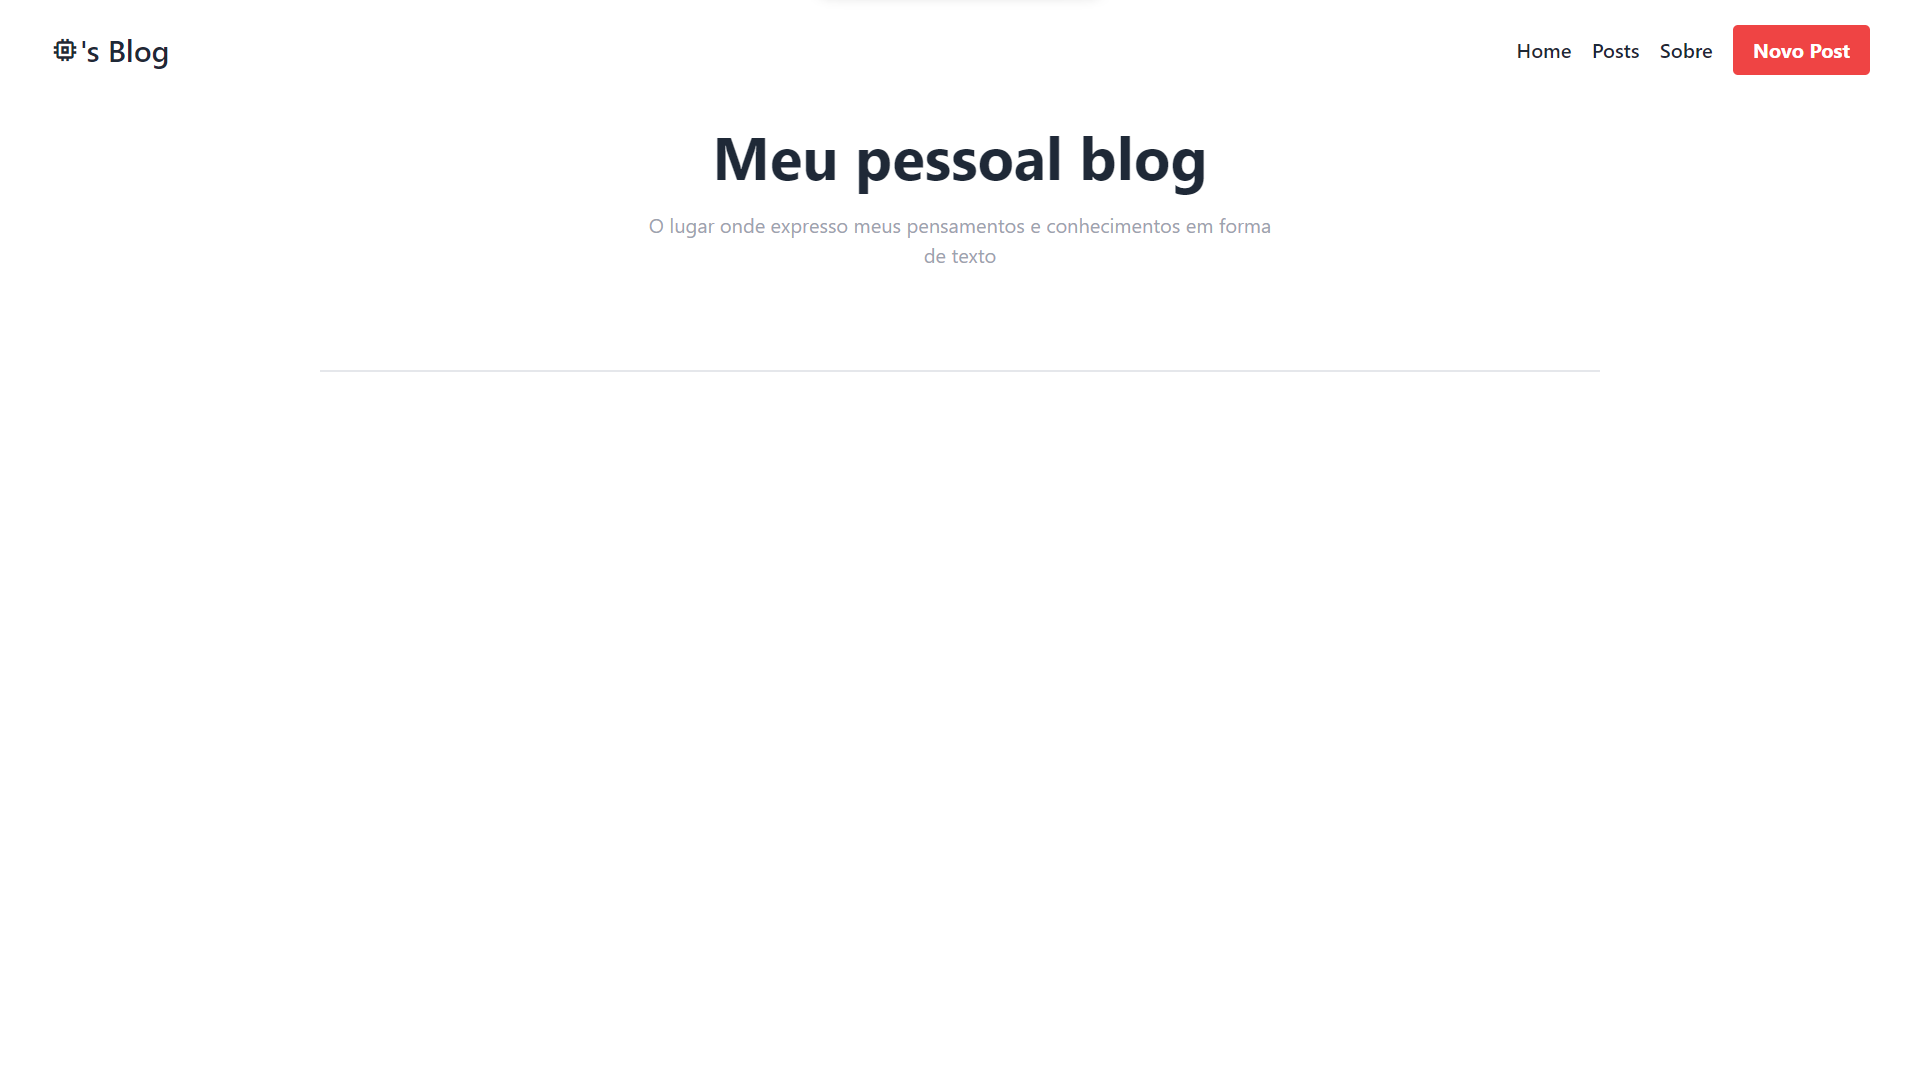 's Blog
Home Posts Sobre Novo Post
Meu pessoal blog
O lugar onde expresso meus pensamentos e conhecimentos em forma
de texto